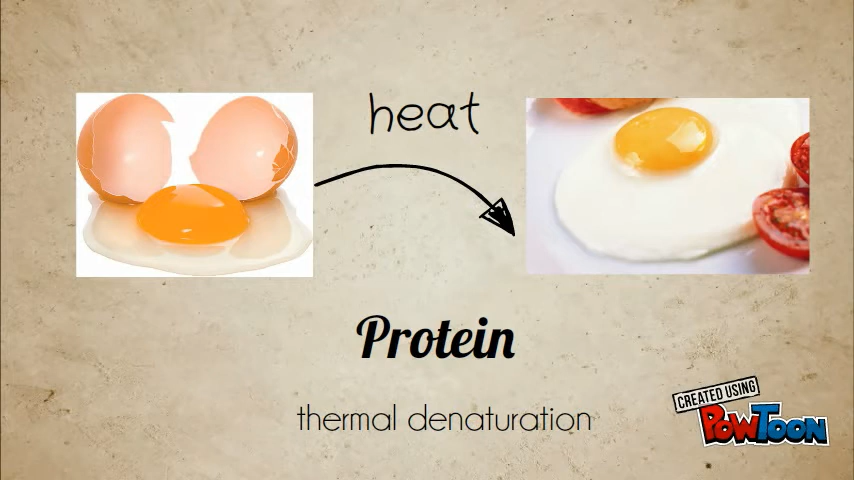 heat
Protein
thermal denaturation
CREATED USING
POWTOON